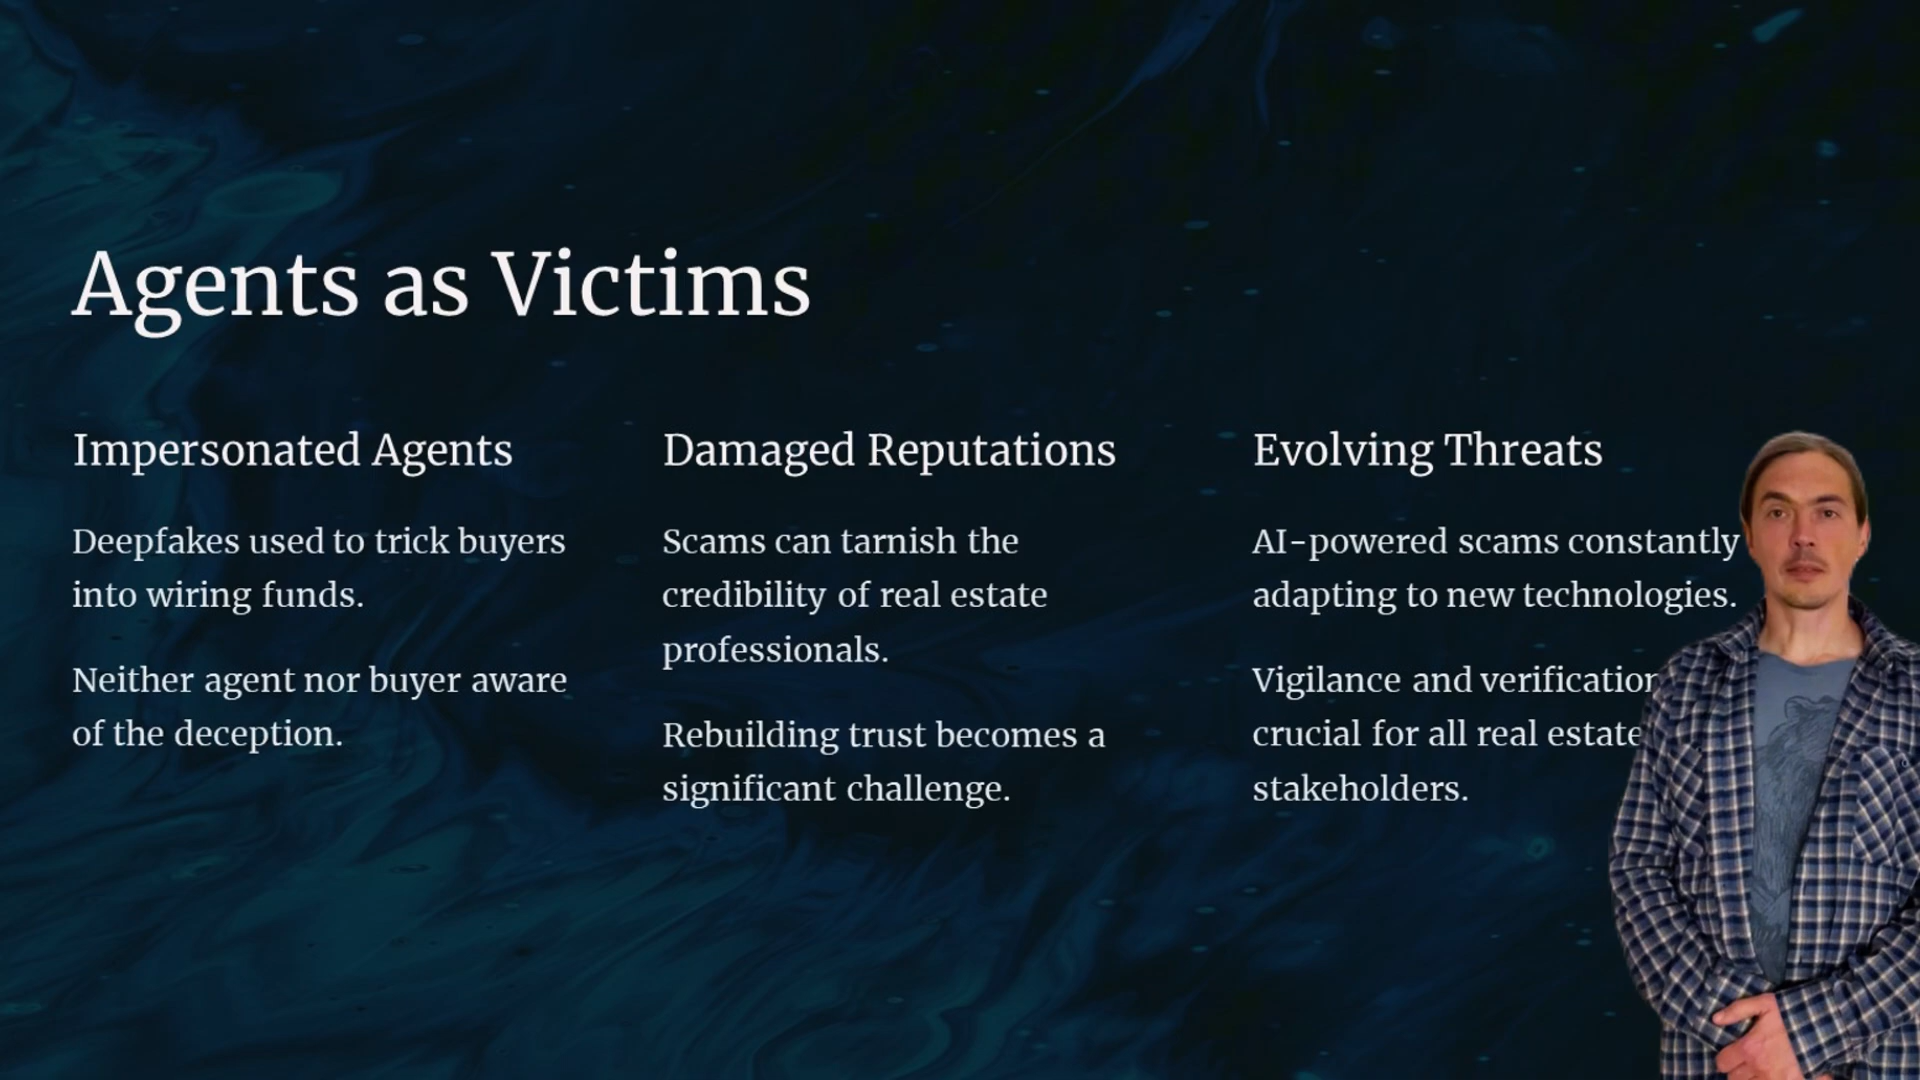 Agents as Victims
Impersonated Agents
Deepfakes used to trick buyers
into wiring funds.
Neither agent nor buyer aware
of the deception.
Damaged Reputations
Scams can tarnish the
credibility of real estate
professionals.
Rebuilding trust becomes a
significant challenge.
Evolving Threats
AI-powered scams constantly
adapting to new technologies.
Vigilance and verification
crucial for all real estate
stakeholders.